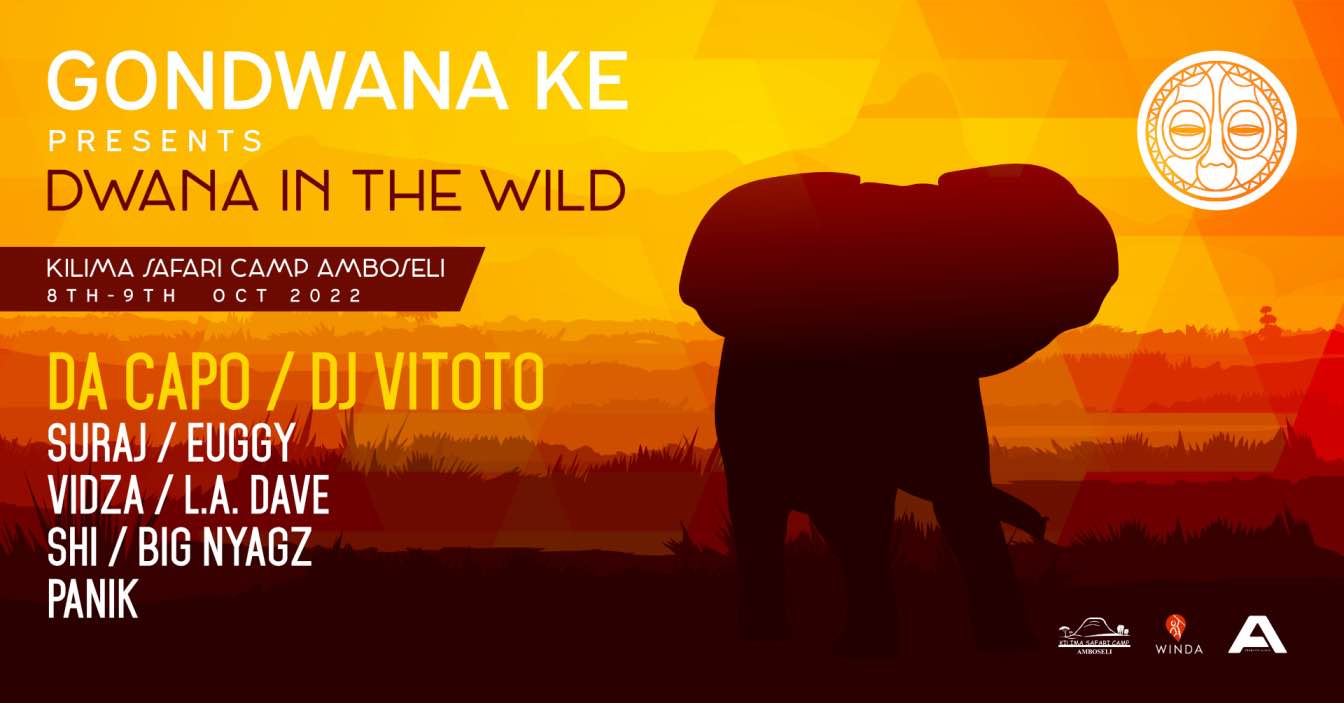 GONDWANA KE
PRESENTS
DWANA IN THE WILD
KILIMA SAFARI CAMP AMBOSELI
8TH-9TH OCT 2022
DA CAPO / DJ VITOTO
SURAJ / EUGGY
VIDZA / L.A. DAVE
SHI / BIG NYAGZ
PANIK
KILIMA SAFARI CAMP
AMBOSELI
WINDA
A